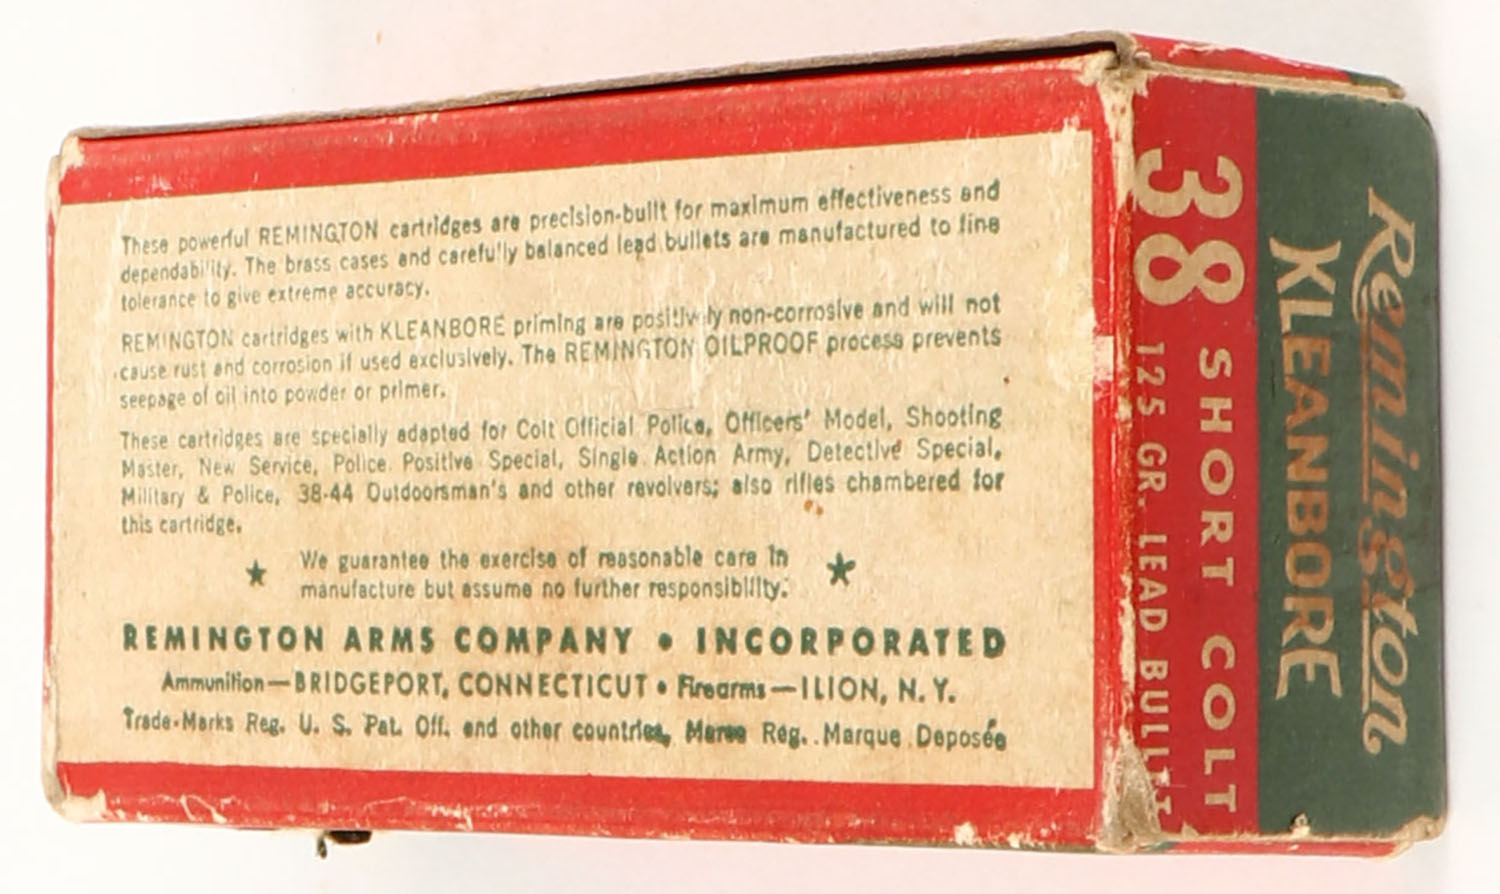 These powerful REMINGTON cartridges are precision-built for maximum effectiveness and
dependability. The brass cases and carefully balanced lead bullets are manufactured to fine
tolerance to give extreme accuracy.
REMINGTON cartridges with KLEANBORE priming are positively non-corrosive and will not
cause rust and corrosion if used exclusively. The REMINGTON OILPROOF process prevents
seepage of oil into powder or primer.
These cartridges are specially adapted for Colt Official Police, Officers' Model, Shooting
Master, New Service, Police Positive Special, Single Action Army, Detective Special,
Military & Police, 38-44 Outdoorsman's and other revolvers; also rifles chambered for
this cartridge.
★ We guarantee the exercise of reasonable care in ★
manufacture but assume no further responsibility.
REMINGTON ARMS COMPANY • INCORPORATED
Ammunition—BRIDGEPORT, CONNECTICUT • Firearms—ILION, N.Y.
Trade-Marks Reg. U. S. Pat. Off. and other countries, Marca Reg. Marque Deposée
Remington
KLEANBORE
38 SHORT COLT
125 GR. LEAD BULLET